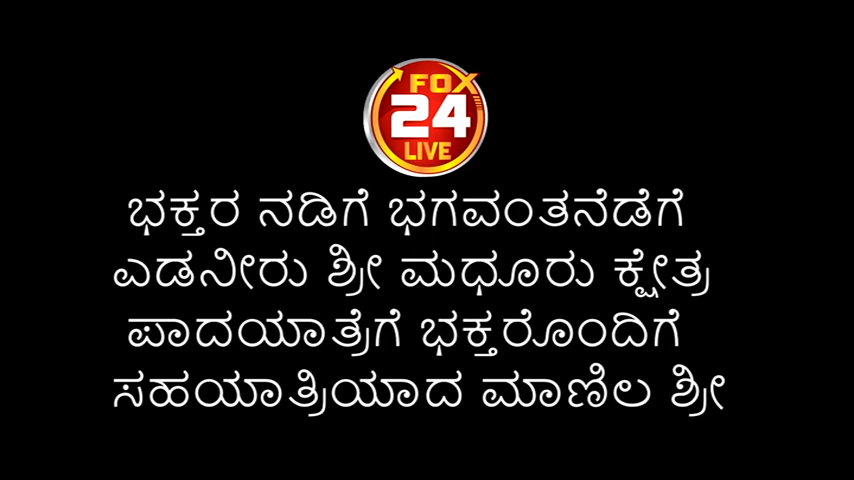 FOX
24
LIVE
ಭಕ್ತರ ನಡಿಗೆ ಭಗವಂತನೆಡೆಗೆ
ಎಡನೀರು ಶ್ರೀ ಮಧೂರು ಕ್ಷೇತ್ರ
ಪಾದಯಾತ್ರೆಗೆ ಭಕ್ತರೊಂದಿಗೆ
ಸಹಯಾತ್ರಿಯಾದ ಮಾಣಿಲ ಶ್ರೀ